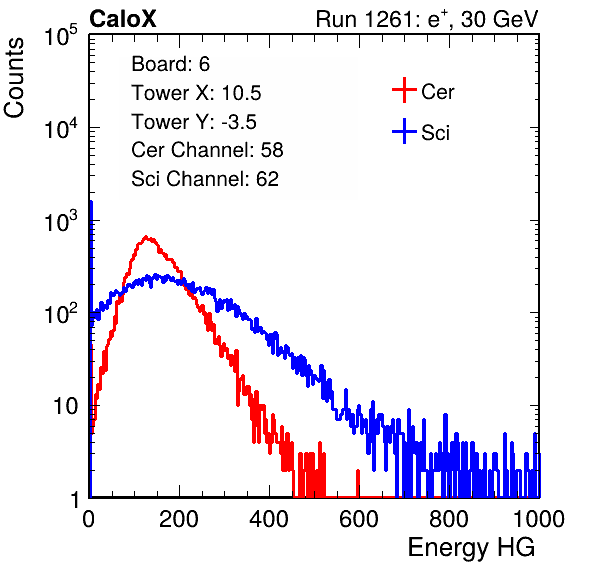 CaloX Run 1261: e⁺, 30 GeV
Counts
Board: 6
Tower X: 10.5
Tower Y: -3.5
Cer Channel: 58
Sci Channel: 62
Cer
Sci
10⁵
10⁴
10³
10²
10
1
0 200 400 600 800 1000
Energy HG